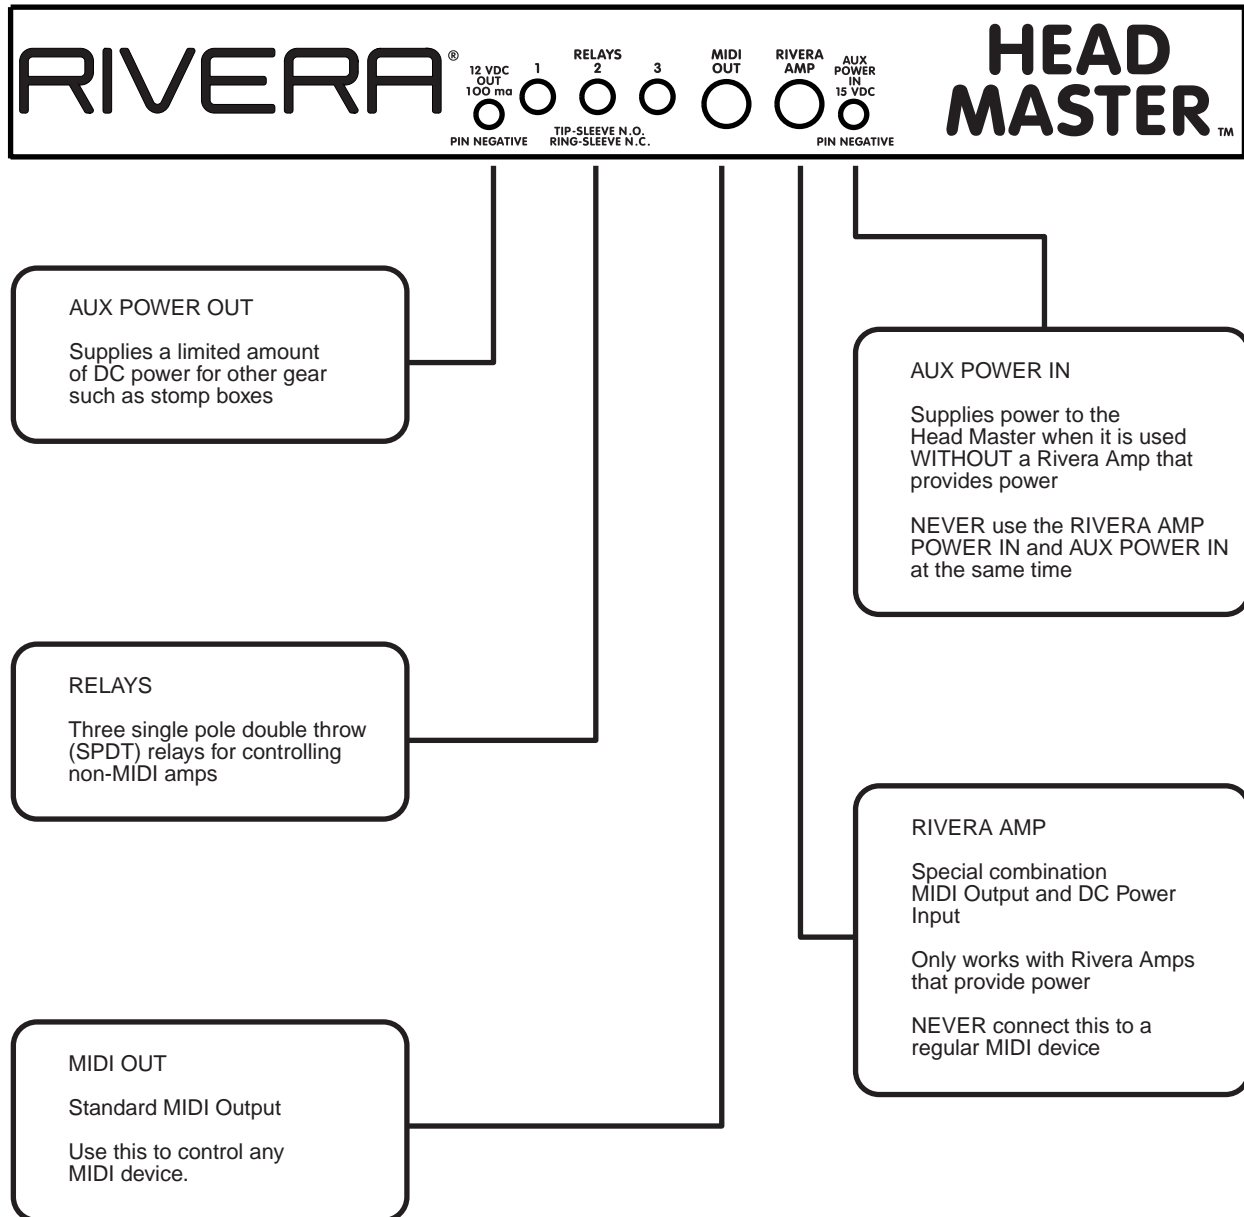 RIVERA®
12 VDC
OUT
100 ma
PIN NEGATIVE
RELAYS
1 2 3
TIP-SLEEVE N.O.
RING-SLEEVE N.C.
MIDI
OUT
RIVERA
AMP
AUX
POWER
IN
15 VDC
PIN NEGATIVE
HEAD
MASTER™
AUX POWER OUT
Supplies a limited amount
of DC power for other gear
such as stomp boxes
AUX POWER IN
Supplies power to the
Head Master when it is used
WITHOUT a Rivera Amp that
provides power
NEVER use the RIVERA AMP
POWER IN and AUX POWER IN
at the same time
RELAYS
Three single pole double throw
(SPDT) relays for controlling
non-MIDI amps
RIVERA AMP
Special combination
MIDI Output and DC Power
Input
Only works with Rivera Amps
that provide power
NEVER connect this to a
regular MIDI device
MIDI OUT
Standard MIDI Output
Use this to control any
MIDI device.